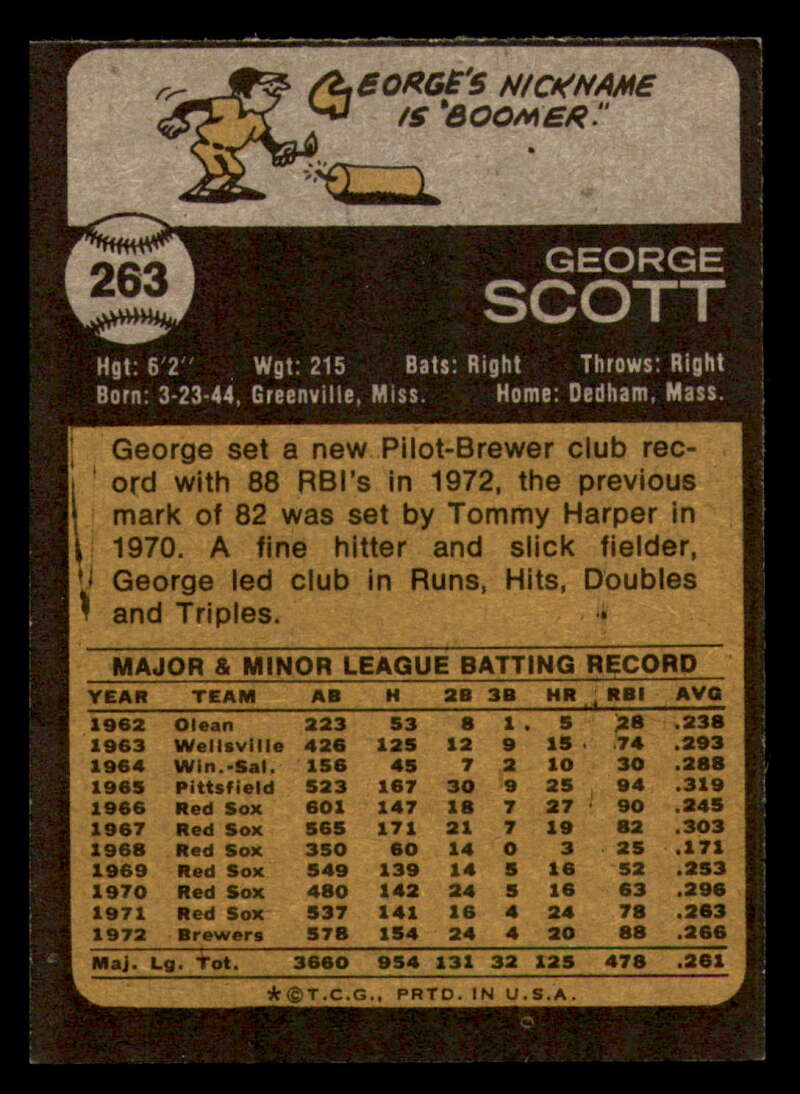 GEORGE'S NICKNAME
IS "BOOMER."
263
GEORGE
SCOTT
Hgt: 6'2" Wgt: 215 Bats: Right Throws: Right
Born: 3-23-44, Greenville, Miss. Home: Dedham, Mass.
George set a new Pilot-Brewer club rec-
ord with 88 RBI's in 1972, the previous
mark of 82 was set by Tommy Harper in
1970. A fine hitter and slick fielder,
George led club in Runs, Hits, Doubles
and Triples.
MAJOR & MINOR LEAGUE BATTING RECORD
YEAR TEAM AB H 2B 3B HR RBI AVG
1962 Olean 223 53 8 1 5 28 .238
1963 Wellsville 426 125 12 9 15 74 .293
1964 Win.-Sal. 156 45 7 2 10 30 .288
1965 Pittsfield 523 167 30 9 25 94 .319
1966 Red Sox 601 147 18 7 27 90 .245
1967 Red Sox 565 171 21 7 19 82 .303
1968 Red Sox 350 60 14 0 3 25 .171
1969 Red Sox 549 139 14 5 16 52 .253
1970 Red Sox 480 142 24 5 16 63 .296
1971 Red Sox 537 141 16 4 24 78 .263
1972 Brewers 578 154 24 4 20 88 .266
Maj. Lg. Tot. 3660 954 131 32 125 478 .261
*©T.C.G., PRTD. IN U.S.A.